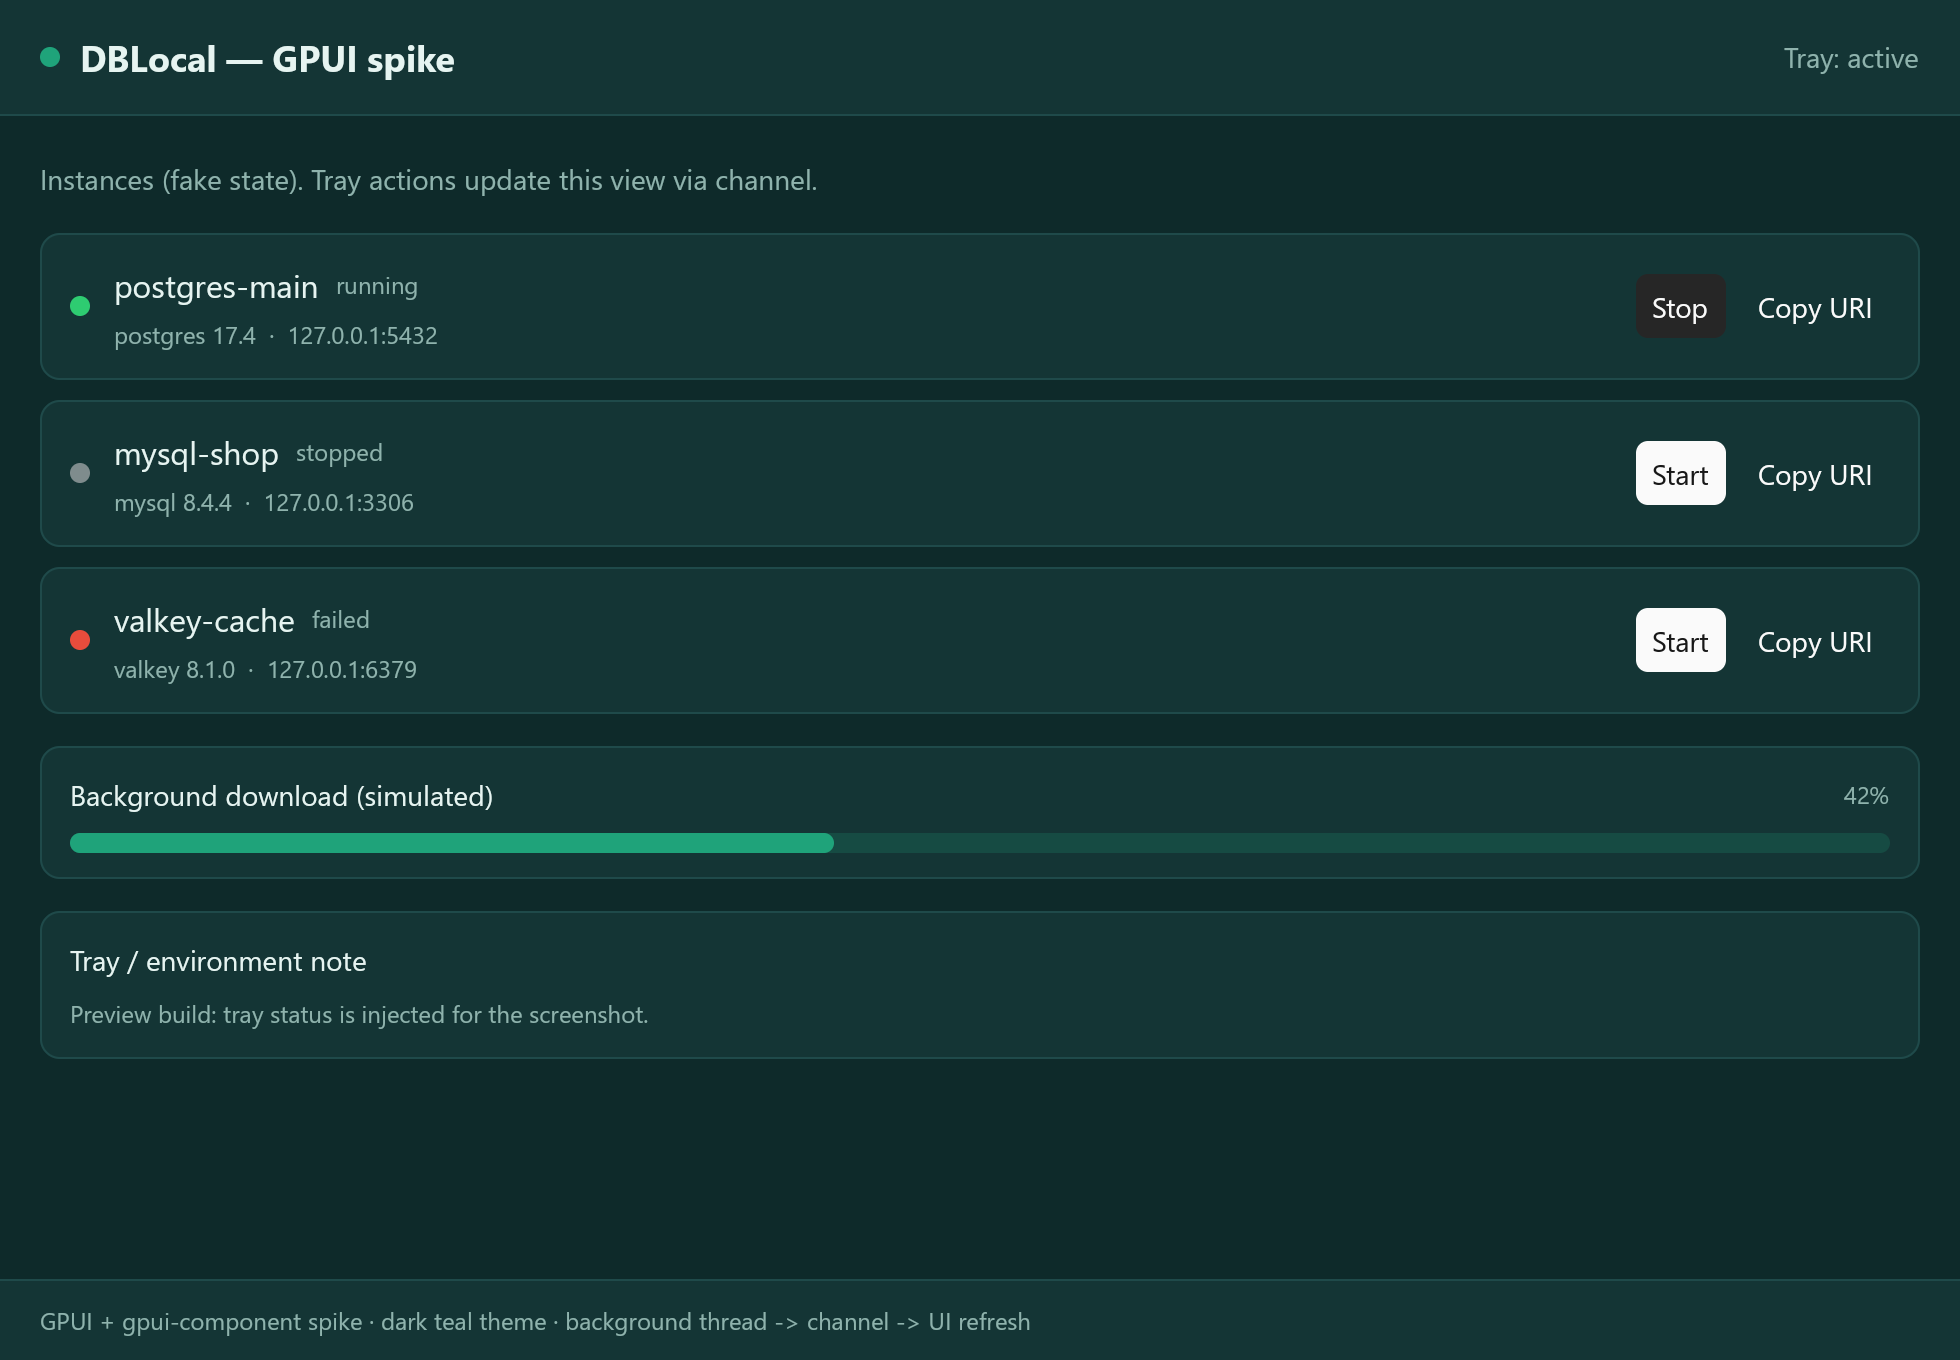 DBLocal — GPUI spike
Tray: active
Instances (fake state). Tray actions update this view via channel.
postgres-main running
postgres 17.4 · 127.0.0.1:5432
Stop
Copy URI
mysql-shop stopped
mysql 8.4.4 · 127.0.0.1:3306
Start
Copy URI
valkey-cache failed
valkey 8.1.0 · 127.0.0.1:6379
Start
Copy URI
Background download (simulated)
42%
Tray / environment note
Preview build: tray status is injected for the screenshot.
GPUI + gpui-component spike · dark teal theme · background thread -> channel -> UI refresh